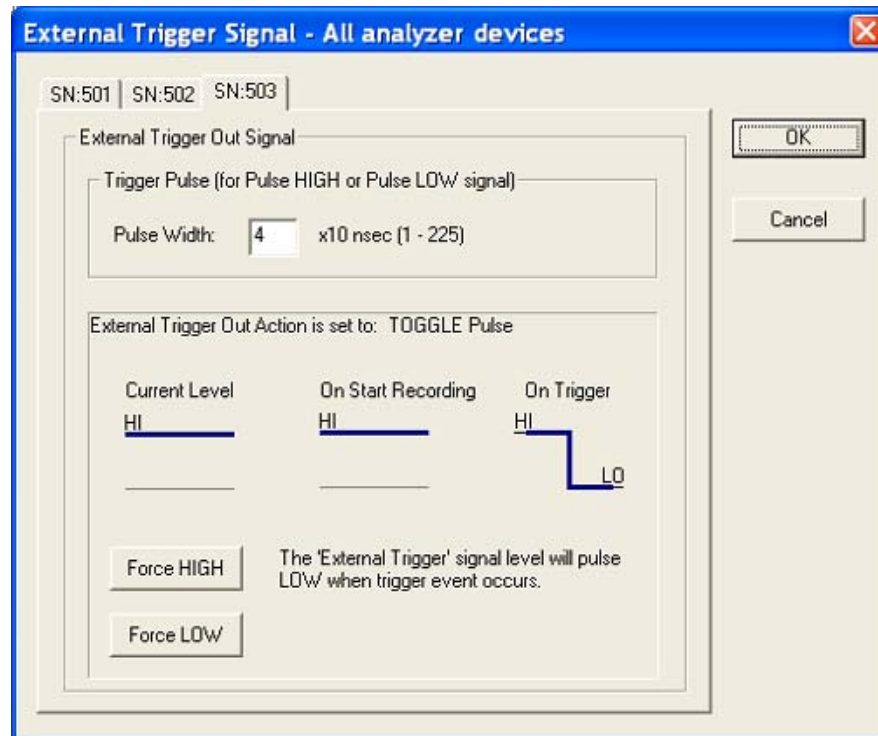 External Trigger Signal - All analyzer devices
SN:501 SN:502 SN:503
External Trigger Out Signal
Trigger Pulse (for Pulse HIGH or Pulse LOW signal)
Pulse Width: 4 x10 nsec (1 - 225)
External Trigger Out Action is set to: TOGGLE Pulse
Current Level On Start Recording On Trigger
HI HI HI
LO
Force HIGH
The 'External Trigger' signal level will pulse
LOW when trigger event occurs.
Force LOW
OK
Cancel